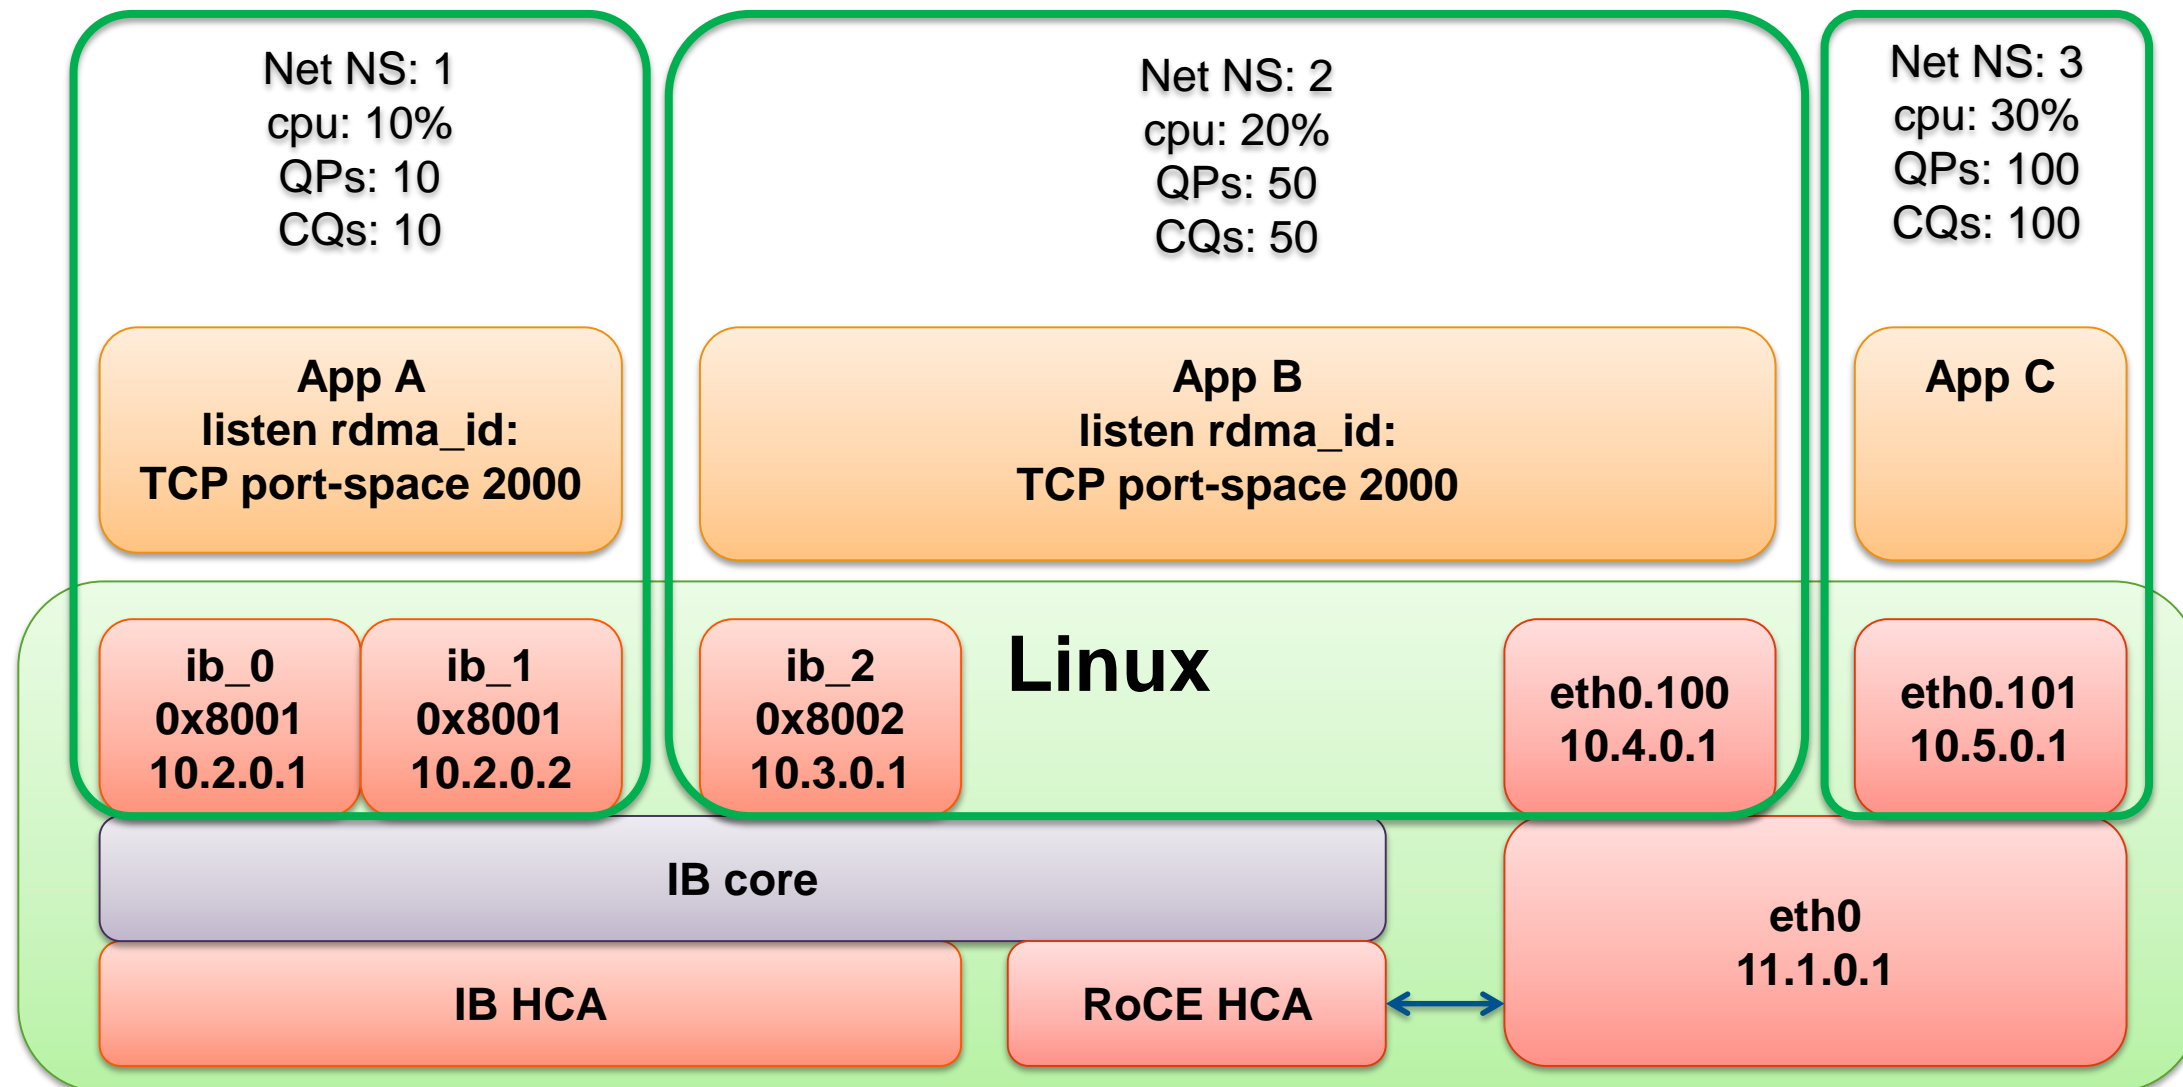 Net NS: 1
cpu: 10%
QPs: 10
CQs: 10
Net NS: 2
cpu: 20%
QPs: 50
CQs: 50
Net NS: 3
cpu: 30%
QPs: 100
CQs: 100
App A
listen rdma_id:
TCP port-space 2000
App B
listen rdma_id:
TCP port-space 2000
App C
ib_0
0x8001
10.2.0.1
ib_1
0x8001
10.2.0.2
ib_2
0x8002
10.3.0.1
Linux
eth0.100
10.4.0.1
eth0.101
10.5.0.1
IB core
eth0
11.1.0.1
IB HCA
RoCE HCA